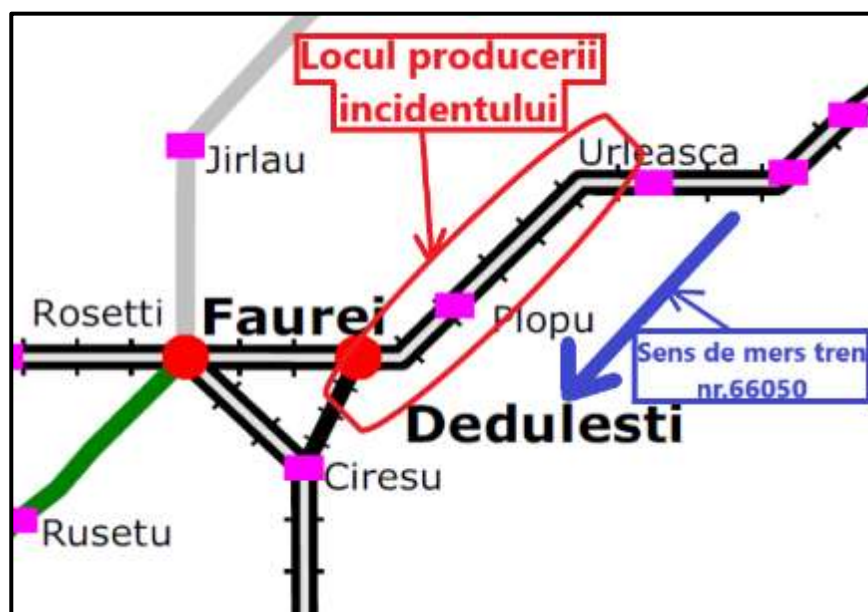 Locul producerii
incidentului
Urleasca
Jirlau
Rosetti
Faurei
Plopu
Sens de mers tren
nr.66050
Dedulesti
Ciresu
Rusetu